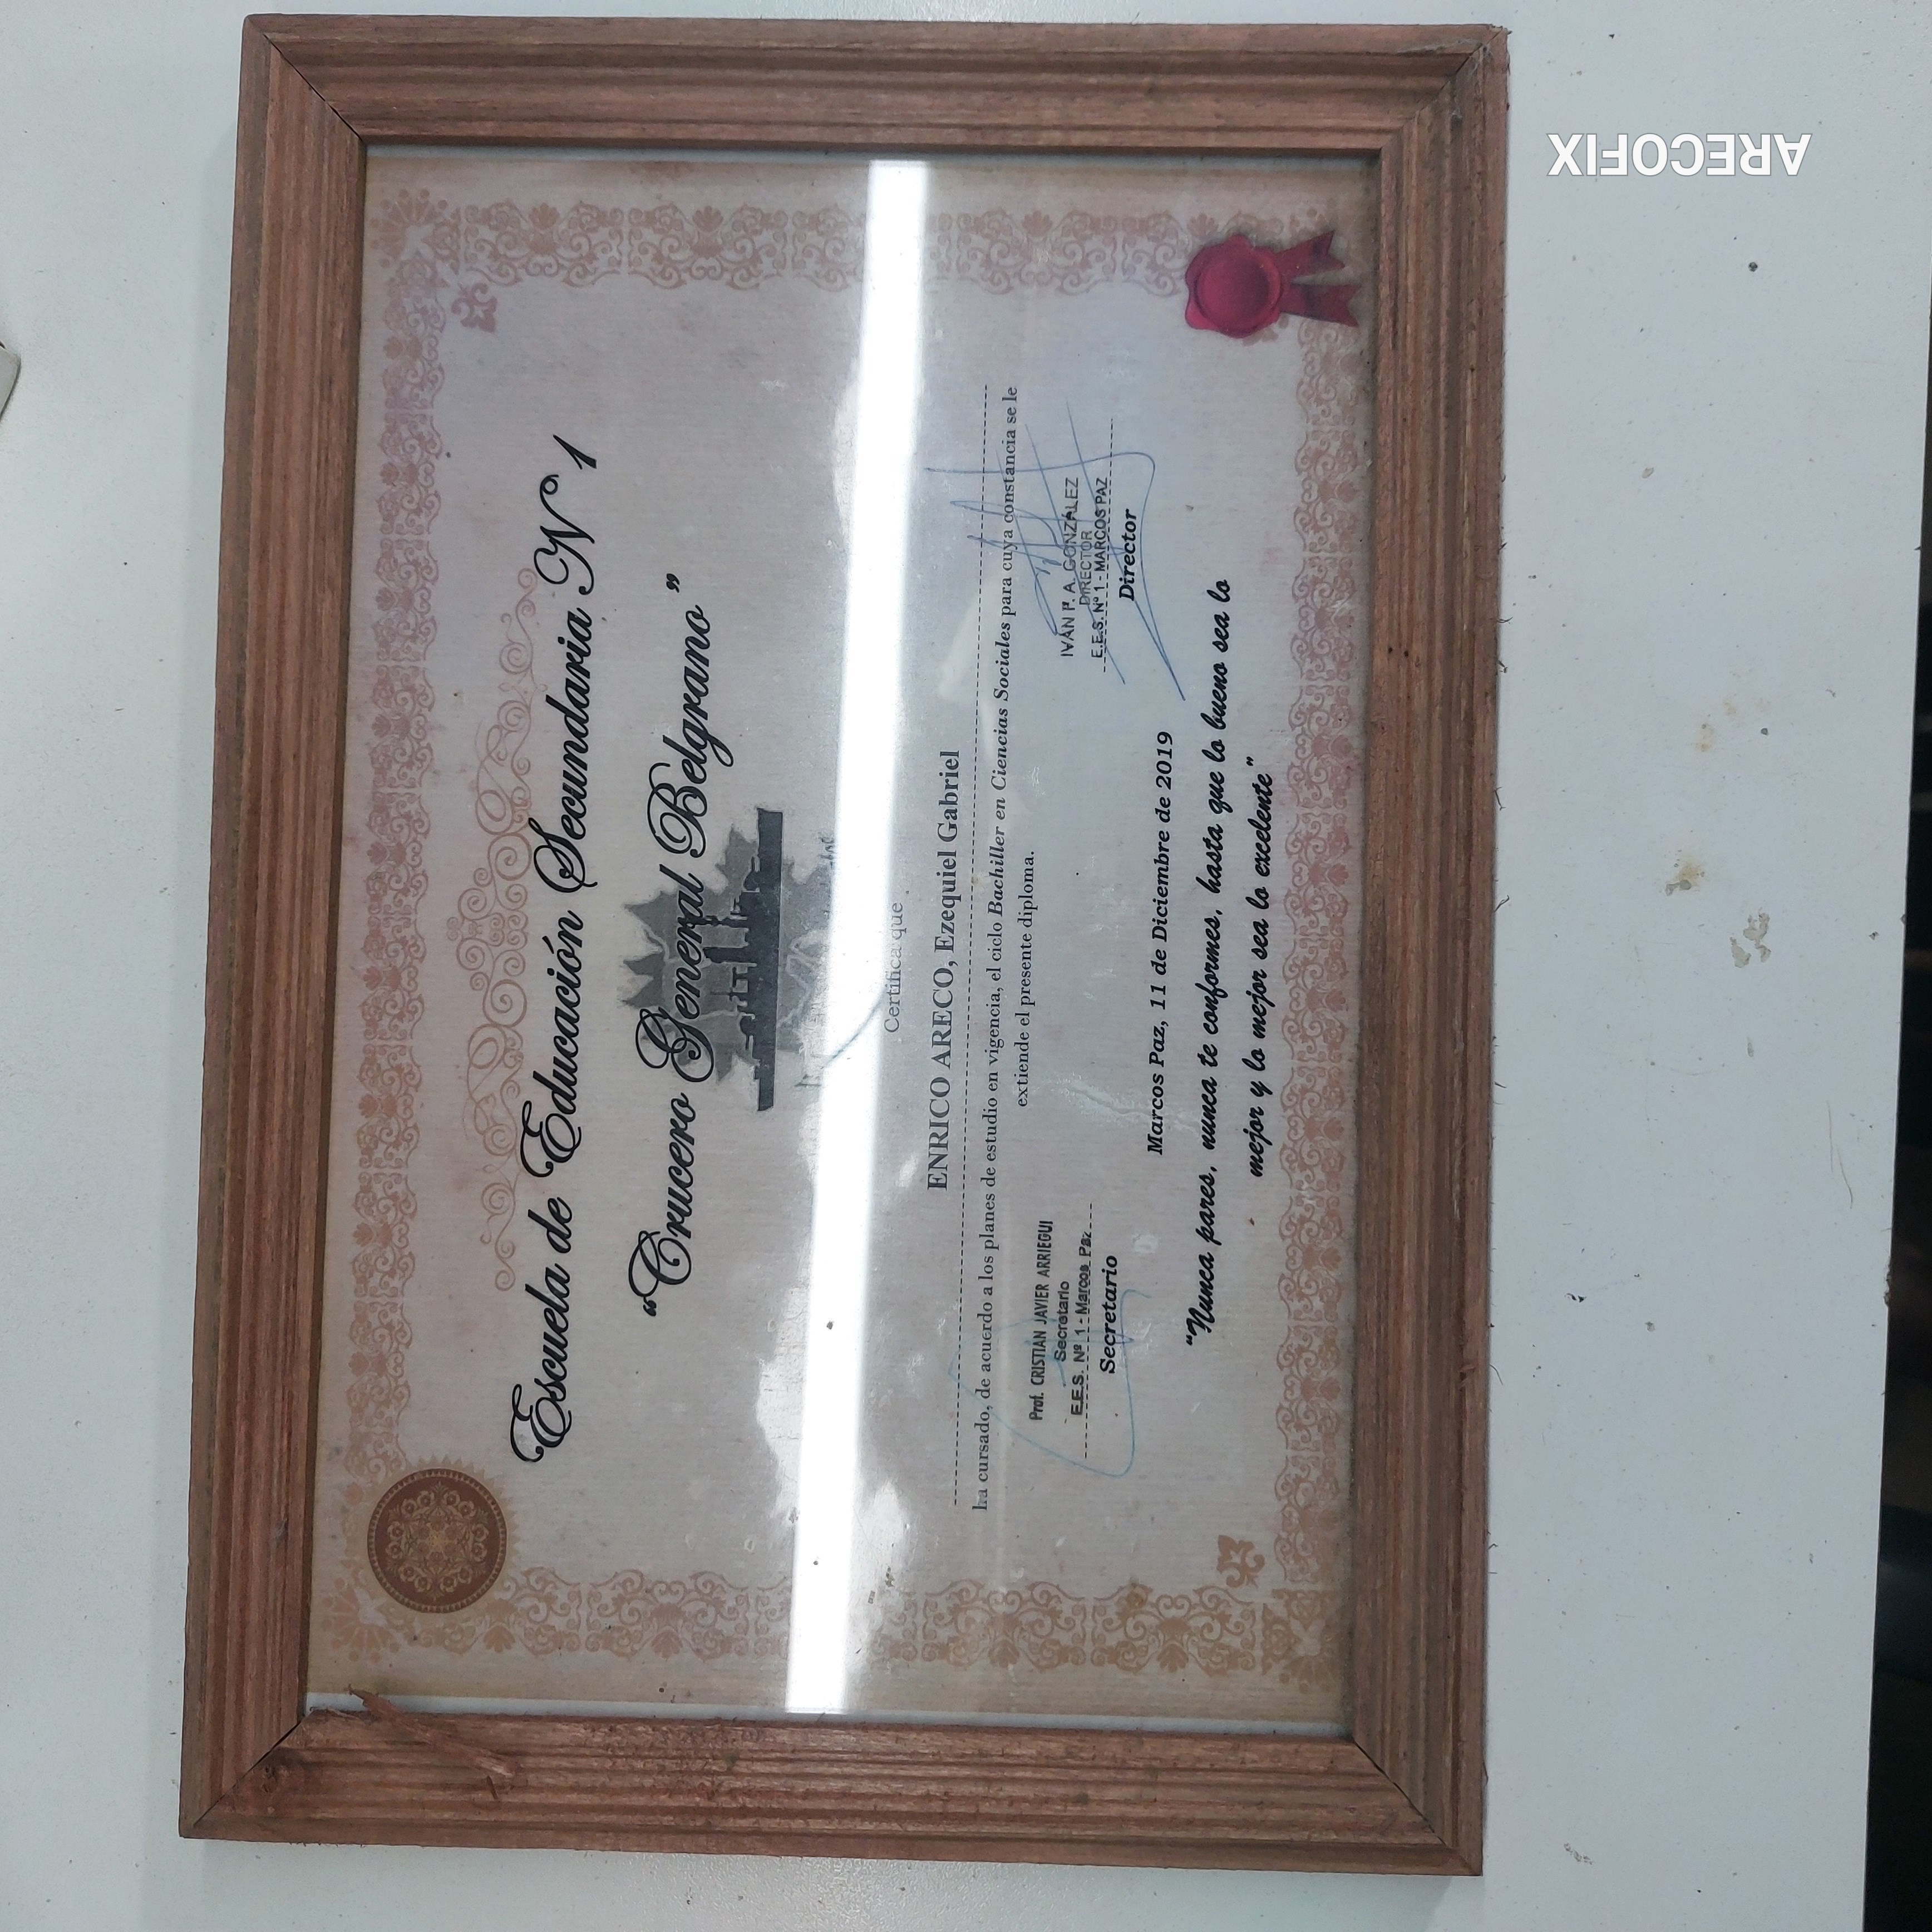 Escuela de Educación Secundaria N 1
“Crucero General Belgrano”
Certifica que
ENRICO ARECO, Ezequiel Gabriel
ha cursado, de acuerdo a los planes de estudio en vigencia, el ciclo Bachiller en Ciencias Sociales para cuya constancia se le
extiende el presente diploma.
Prof. CRISTIAN JAVIER ARRIEGUI
Secretario
E.E.S. Nº 1 - Marcos Paz
Secretario
IVÁN P. A. GONZÁLEZ
DIRECTOR
E.E.S. Nº 1 - MARCOS PAZ
Director
Marcos Paz, 11 de Diciembre de 2019
“Nunca pares, nunca te conformes, hasta que lo bueno sea lo
mejor y lo mejor sea lo excelente”
ARECOFIX